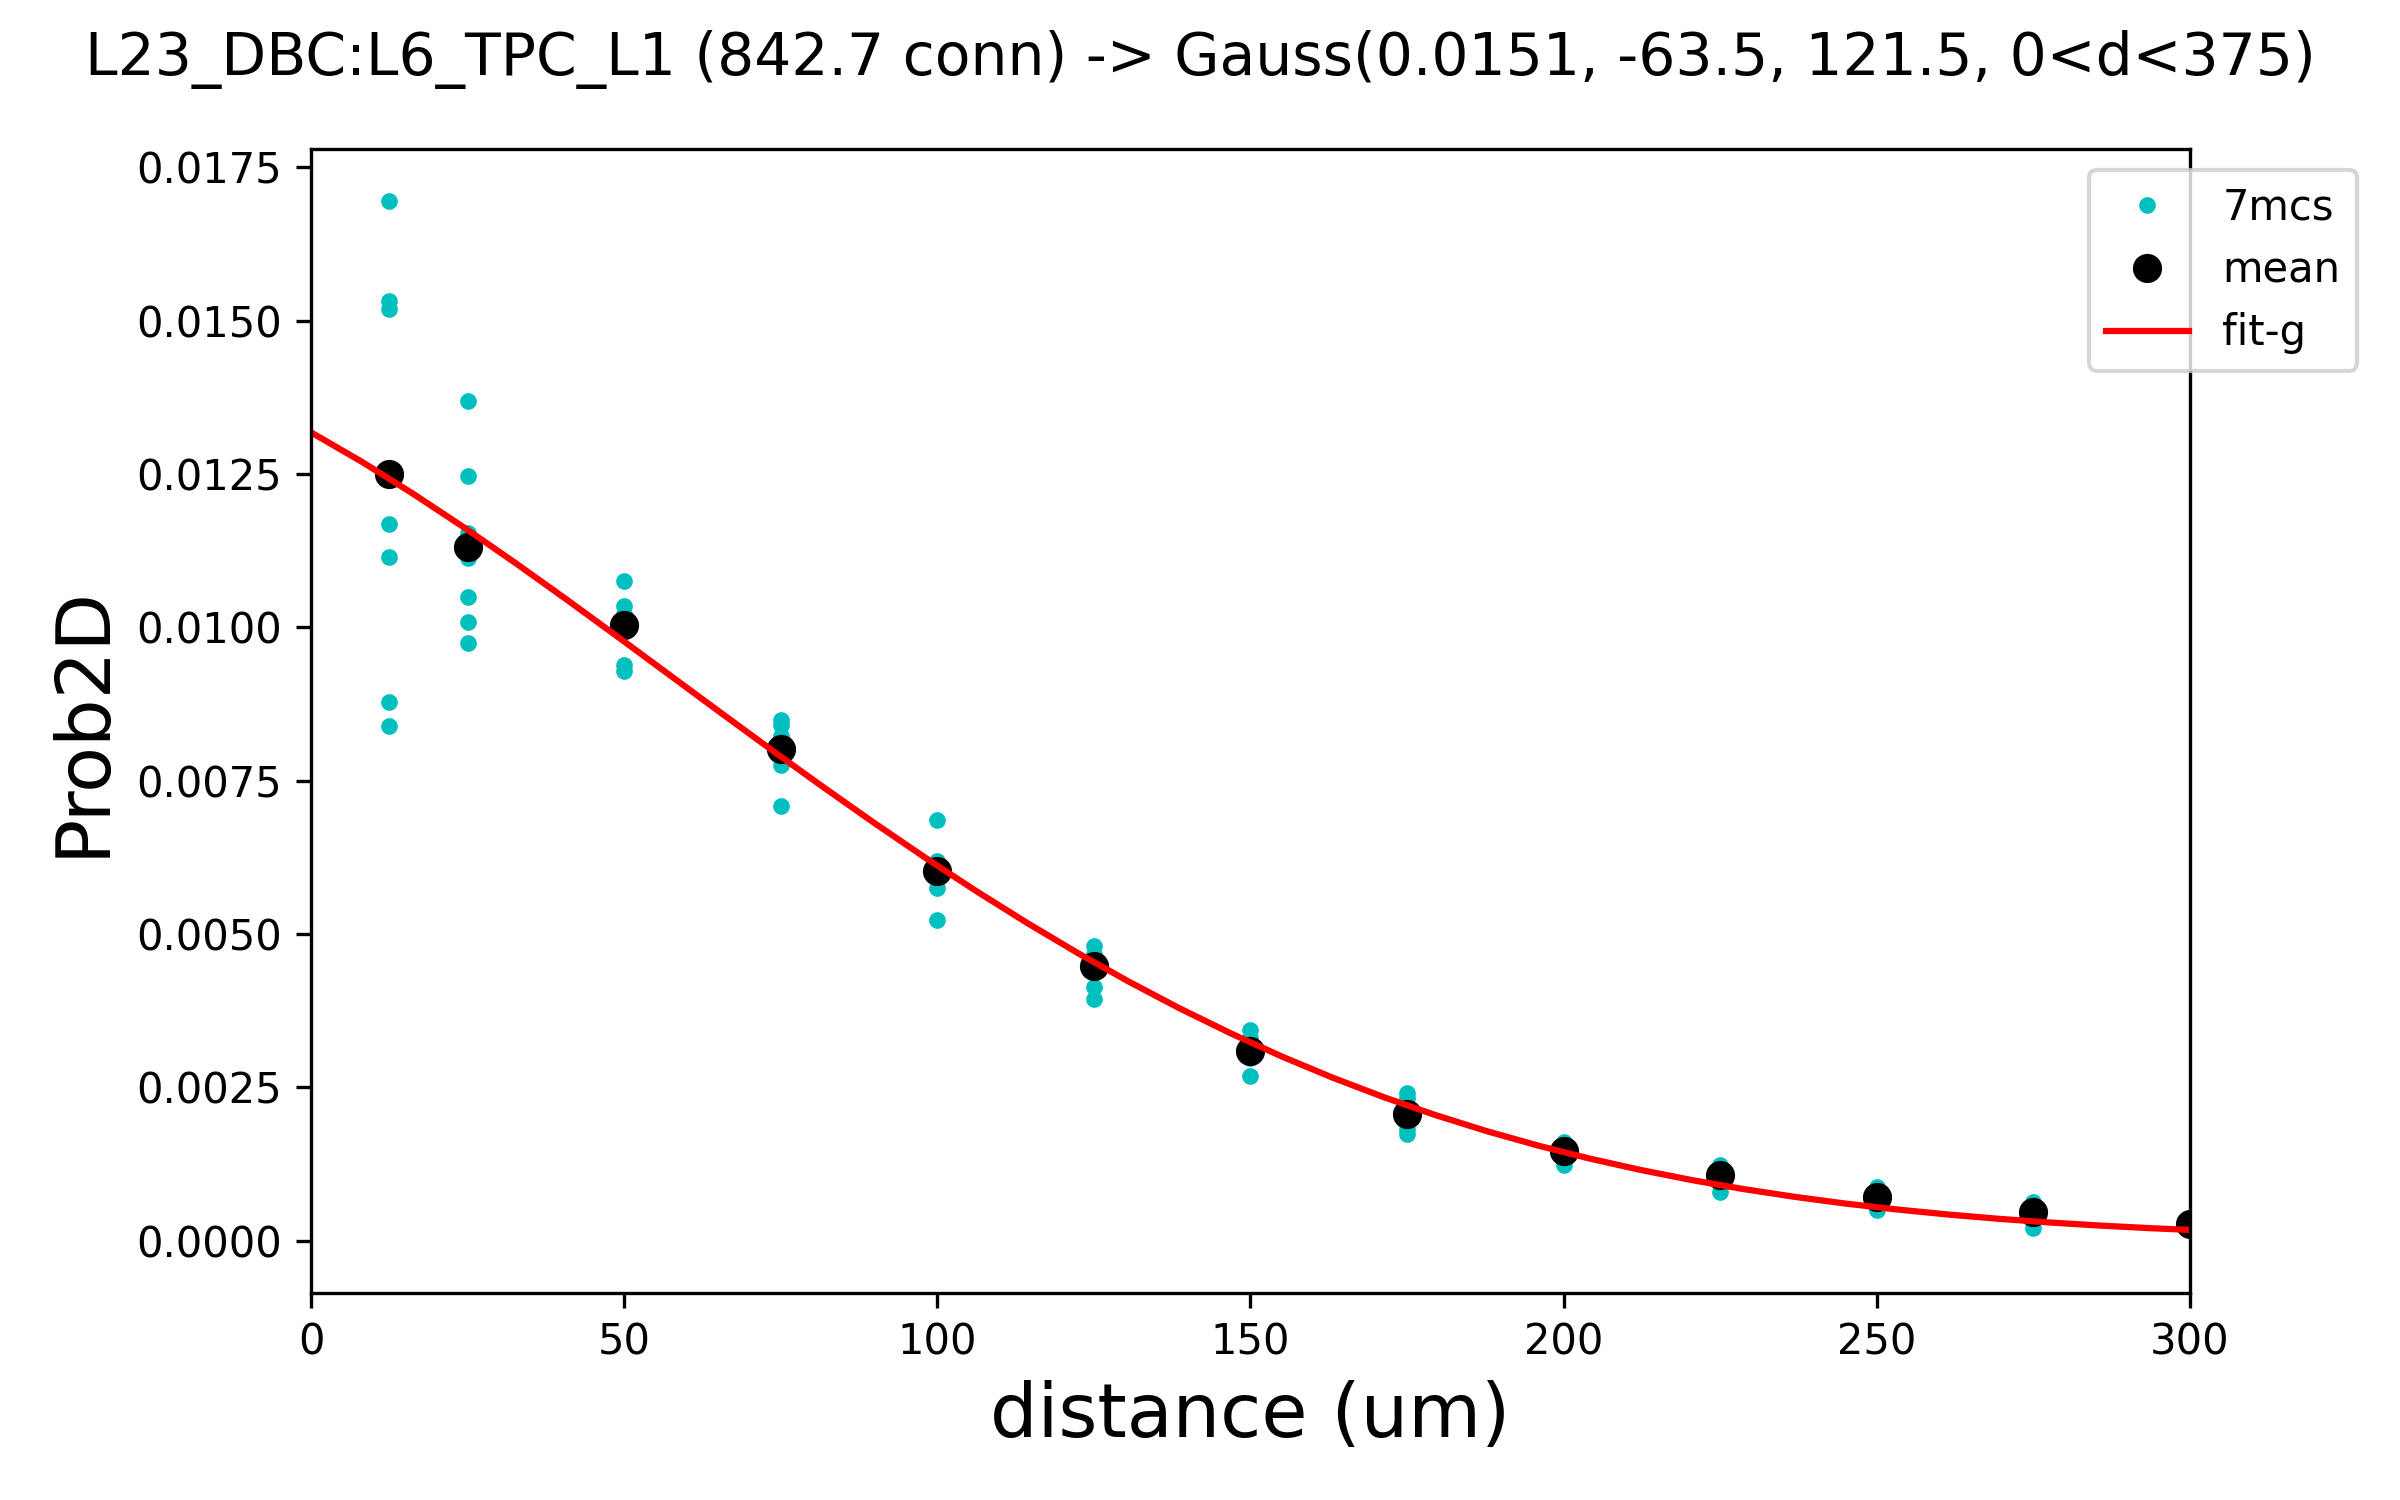 L23_DBC:L6_TPC_L1 (842.7 conn) -> Gauss(0.0151, -63.5, 121.5, 0<d<375)
0.0175
0.0150
0.0125
0.0100
0.0075
0.0050
0.0025
0.0000
Prob2D
7mcs
mean
fit-g
0 50 100 150 200 250 300
distance (um)